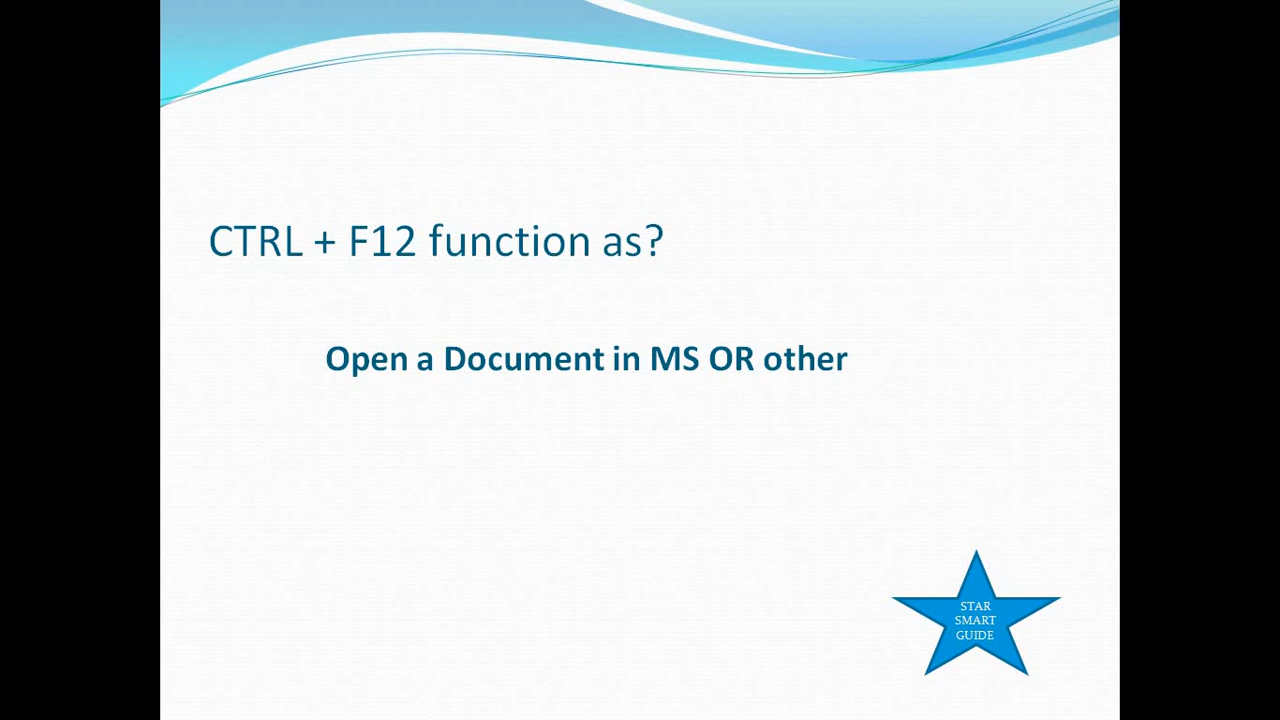 CTRL + F12 function as?
Open a Document in MS OR other
STAR
SMART
GUIDE